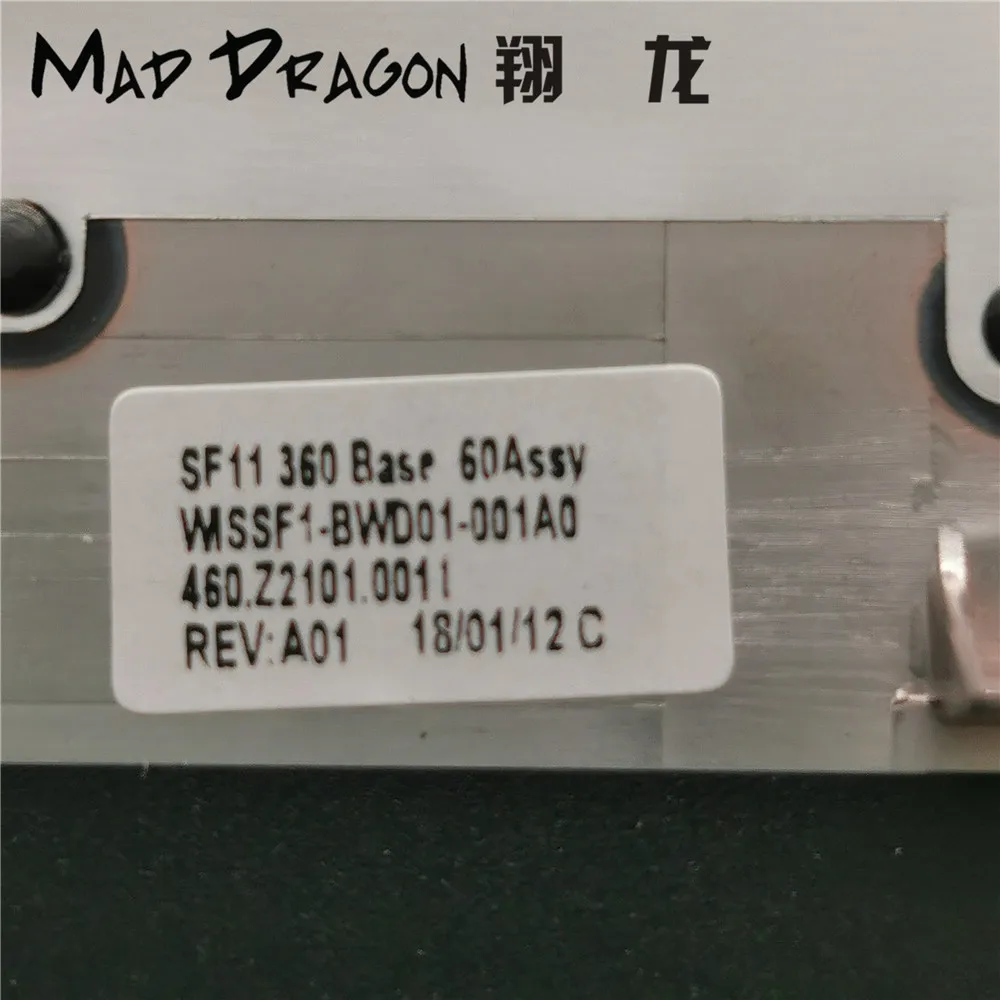 MAD DRAGON 翔 龙
SF11 360 Base 60Assy
WISSF1-BWD01-001A0
460.Z2101.0011
REV:A01 18/01/12 C